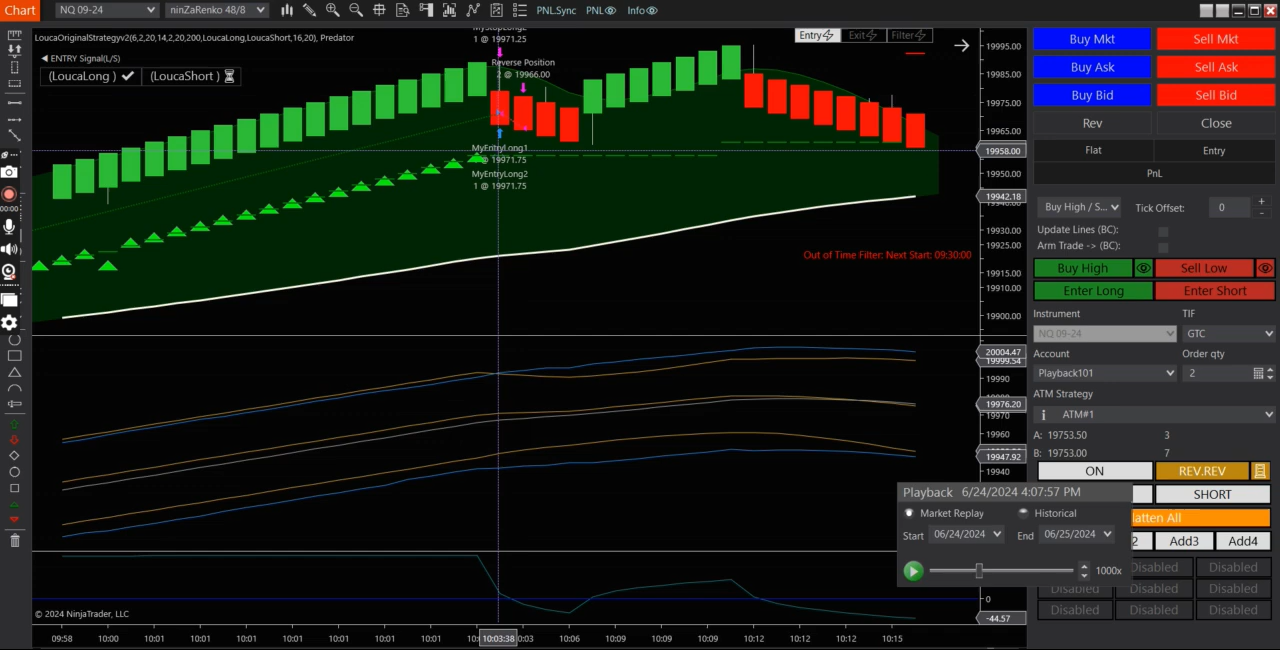 Chart NQ 09-24 ninZaRenko 48/8 PNL.Sync PNL Info
LoucaOriginalStrategyv2(6,2,20,14,2,20,200,LoucaLong,LoucaShort,16,20), Predator
ENTRY Signal(L/S)
(LoucaLong ) (LoucaShort )
1 @ 19971.25
Reverse Position
2 @ 19966.00
MyEntryLong1
1 @ 19971.75
MyEntryLong2
1 @ 19971.75
Entry Exit Filter
Out of Time Filter: Next Start: 09:30:00
19995.00
19985.00
19975.00
19965.00
19958.00
19950.00
19942.18
19930.00
19925.00
19915.00
19910.00
19900.00
20004.47
19999.54
19990
19976.20
19970
19960
19947.92
19940
0
-44.57
© 2024 NinjaTrader, LLC
09:58 10:00 10:01 10:01 10:01 10:01 10:01 10:01 10:01 10:03:38 0:03 10:06 10:09 10:09 10:09 10:12 10:12 10:12 10:15
00:00
Buy Mkt Sell Mkt
Buy Ask Sell Ask
Buy Bid Sell Bid
Rev Close
Flat Entry
PnL
Buy High / S... Tick Offset: 0
Update Lines (BC):
Arm Trade -> (BC):
Buy High Sell Low
Enter Long Enter Short
Instrument TIF
NQ 09-24 GTC
Account Order qty
Playback101 2
ATM Strategy
ATM#1
A: 19753.50 3
B: 19753.00 7
ON REV.REV
SHORT
latten All
2 Add3 Add4
Disabled Disabled
Disabled Disabled Disabled
Disabled Disabled Disabled
Playback 6/24/2024 4:07:57 PM
Market Replay Historical
Start 06/24/2024 End 06/25/2024
1000x